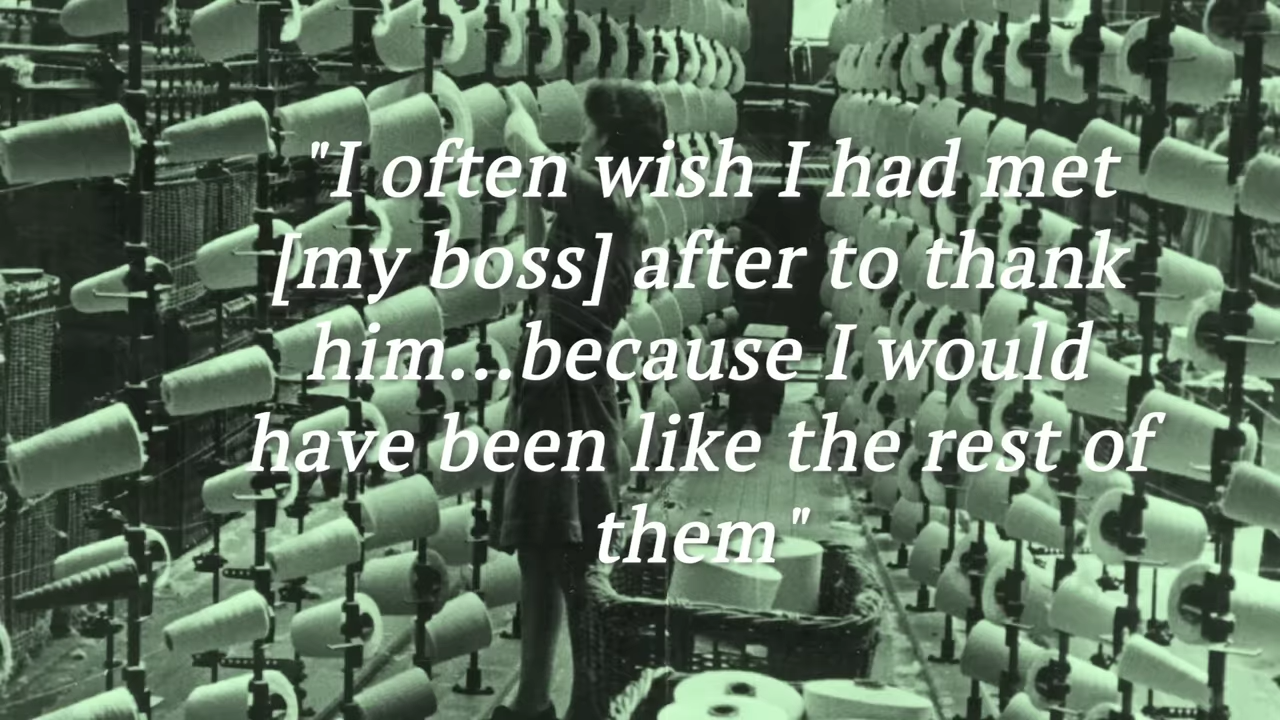 "I often wish I had met
[my boss] after to thank
him...because I would
have been like the rest of
them"